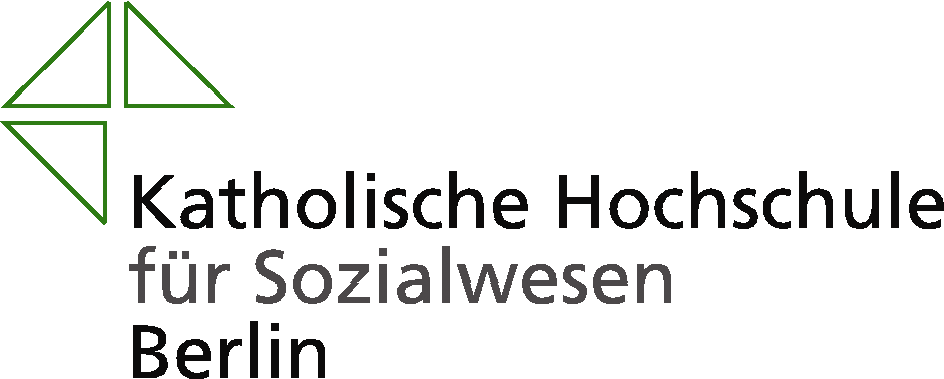 Katholische Hochschule
für Sozialwesen
Berlin